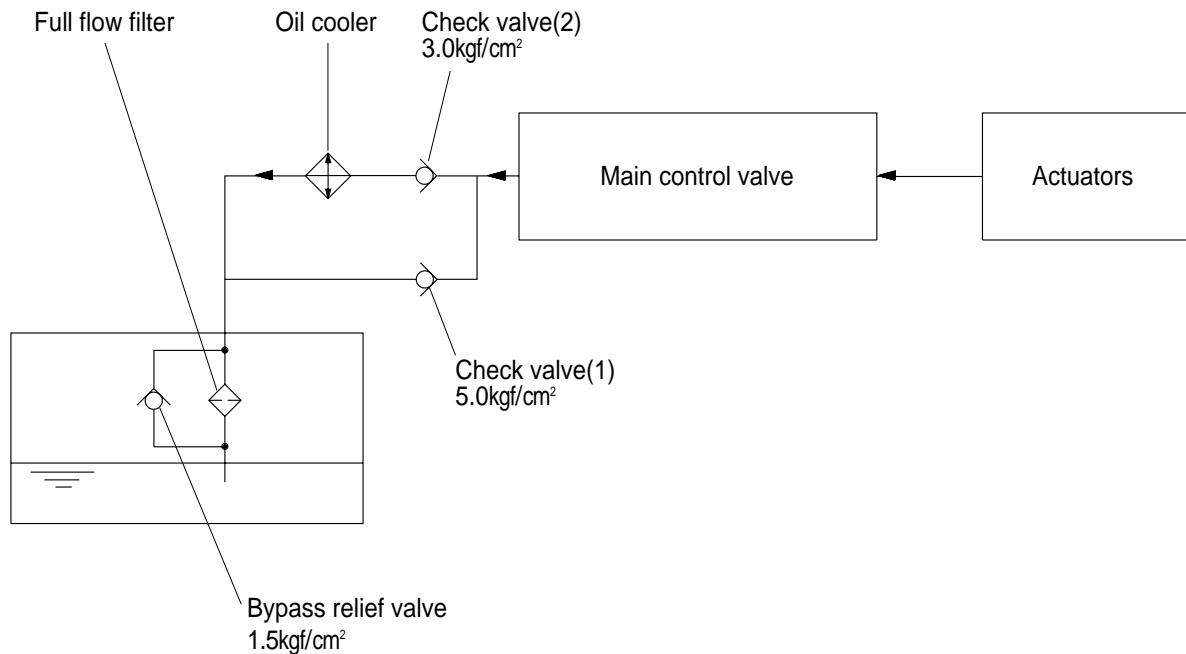 Full flow filter
Oil cooler
Check valve(2)
3.0kgf/cm²
Main control valve
Actuators
Check valve(1)
5.0kgf/cm²
Bypass relief valve
1.5kgf/cm²